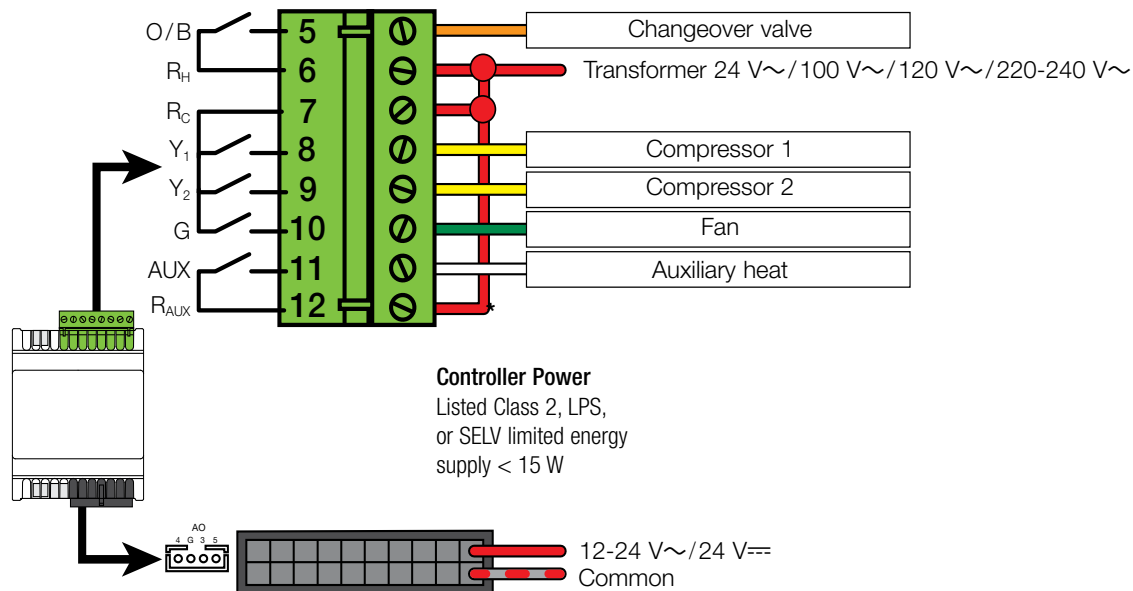 O/B 5 Changeover valve
RH 6 Transformer 24 V~/100 V~/120 V~/220-240 V~
RC 7
Y1 8 Compressor 1
Y2 9 Compressor 2
G 10 Fan
AUX 11 Auxiliary heat
RAUX 12 *
Controller Power
Listed Class 2, LPS,
or SELV limited energy
supply < 15 W
AO
4 G 3 5
12-24 V~/24 V⎓
Common